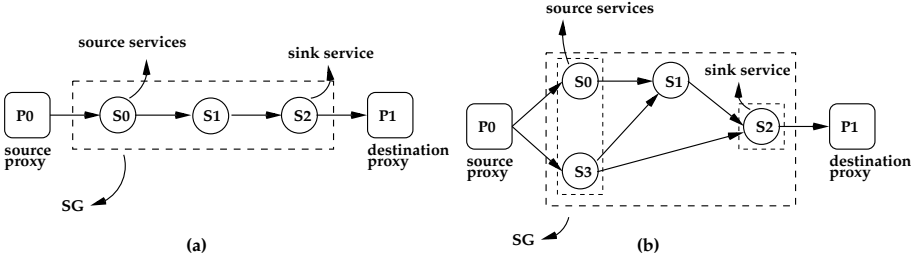 source services
sink service
P0
S0
S1
S2
P1
source
proxy
destination
proxy
SG
(a)
source services
S0
S1
sink service
P0
S2
P1
source
proxy
destination
proxy
S3
SG
(b)